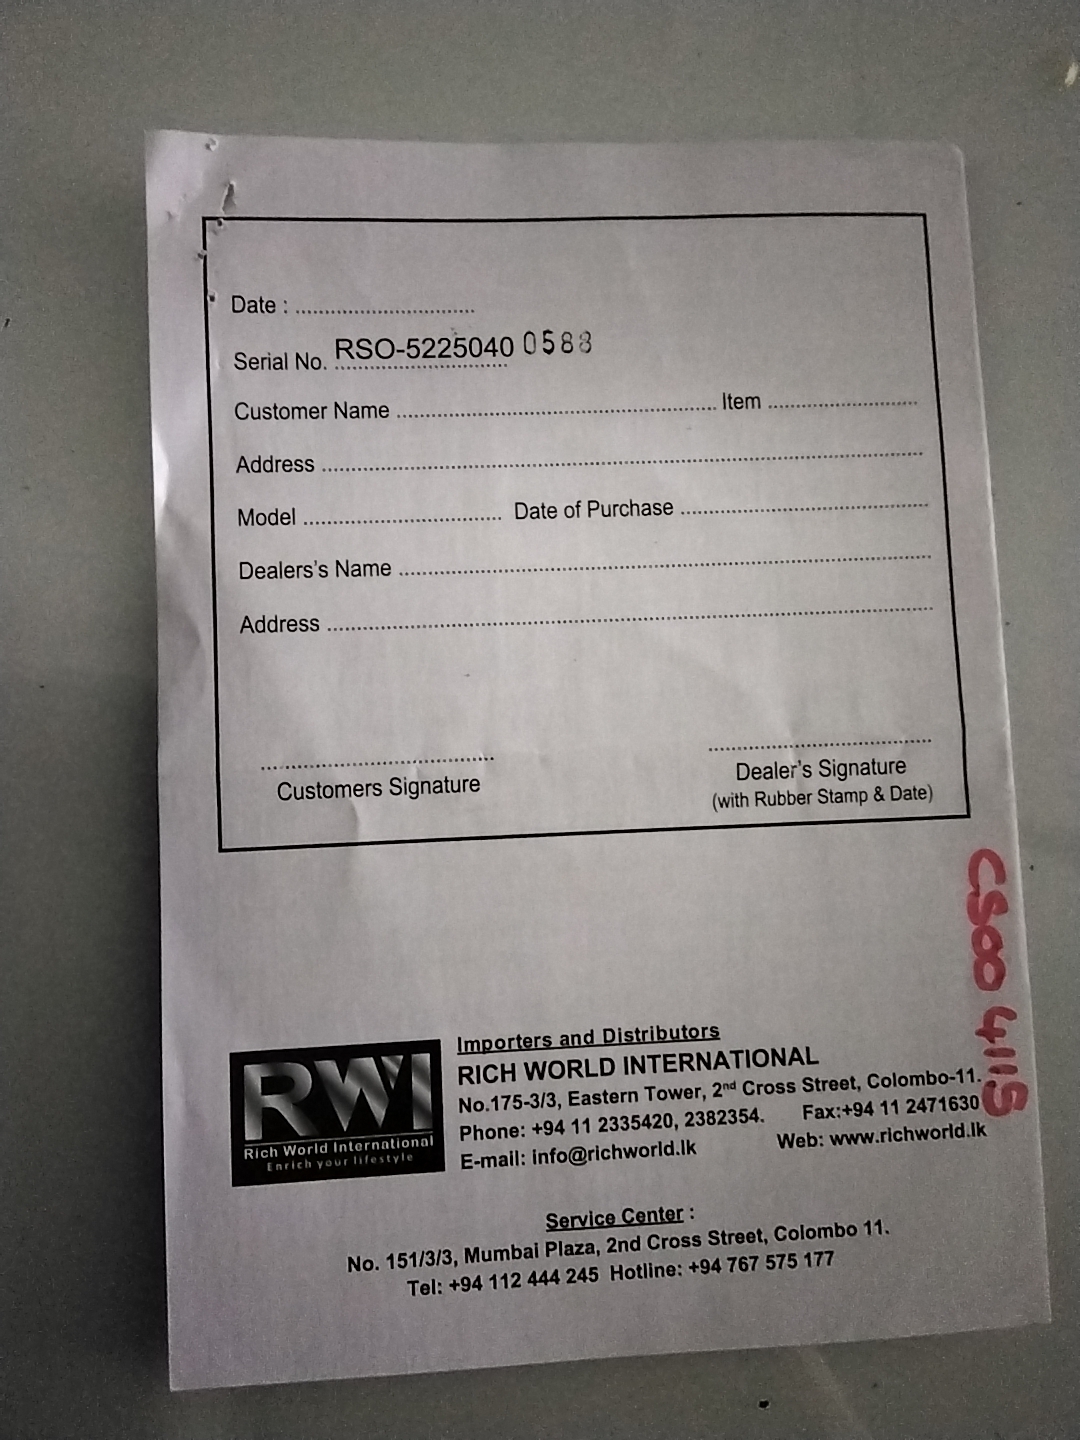 Date : ..............................
Serial No. RSO-5225040 0588
Customer Name ...................................................... Item .........................
Address ......................................................................................................
Model ................................. Date of Purchase ..........................................
Dealers's Name .........................................................................................
Address .....................................................................................................
Customers Signature
Dealer's Signature
(with Rubber Stamp & Date)
CSOO 4115
RWI
Rich World International
Enrich your lifestyle
Importers and Distributors
RICH WORLD INTERNATIONAL
No.175-3/3, Eastern Tower, 2nd Cross Street, Colombo-11.
Phone: +94 11 2335420, 2382354. Fax:+94 11 2471630
E-mail: info@richworld.lk Web: www.richworld.lk
Service Center :
No. 151/3/3, Mumbai Plaza, 2nd Cross Street, Colombo 11.
Tel: +94 112 444 245 Hotline: +94 767 575 177